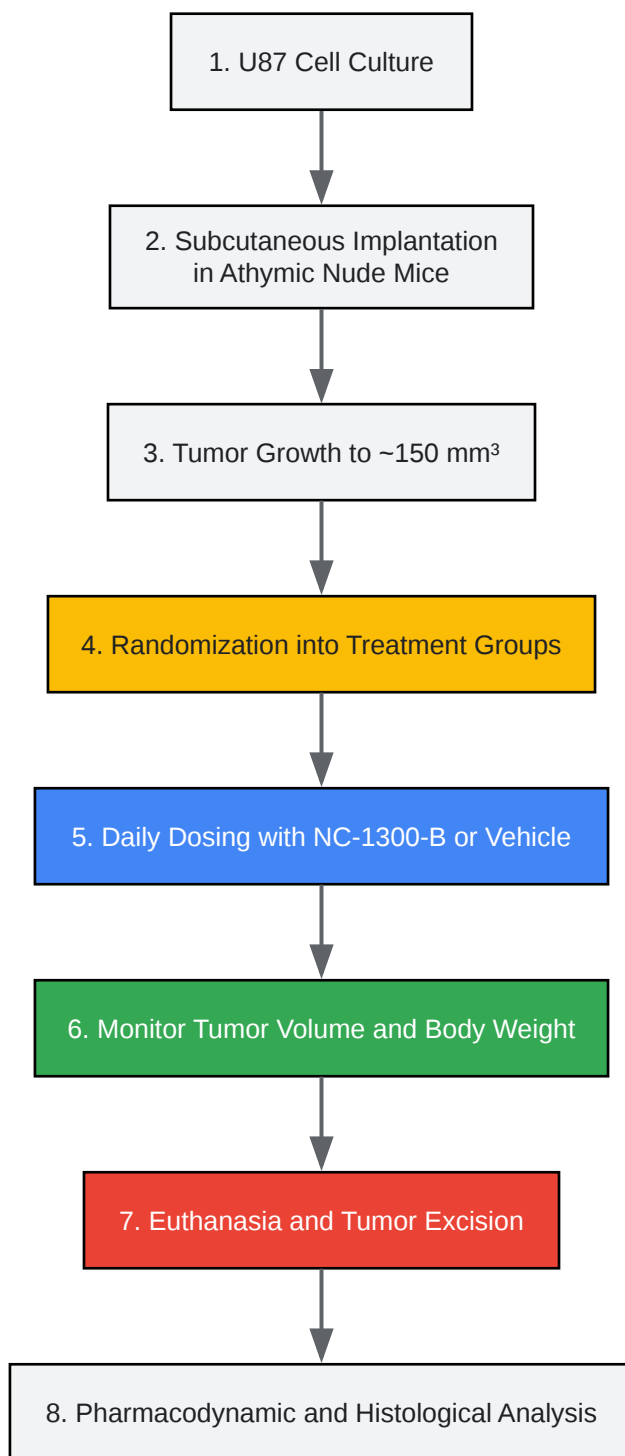 1. U87 Cell Culture
2. Subcutaneous Implantation
in Athymic Nude Mice
3. Tumor Growth to ~150 mm³
4. Randomization into Treatment Groups
5. Daily Dosing with NC-1300-B or Vehicle
6. Monitor Tumor Volume and Body Weight
7. Euthanasia and Tumor Excision
8. Pharmacodynamic and Histological Analysis